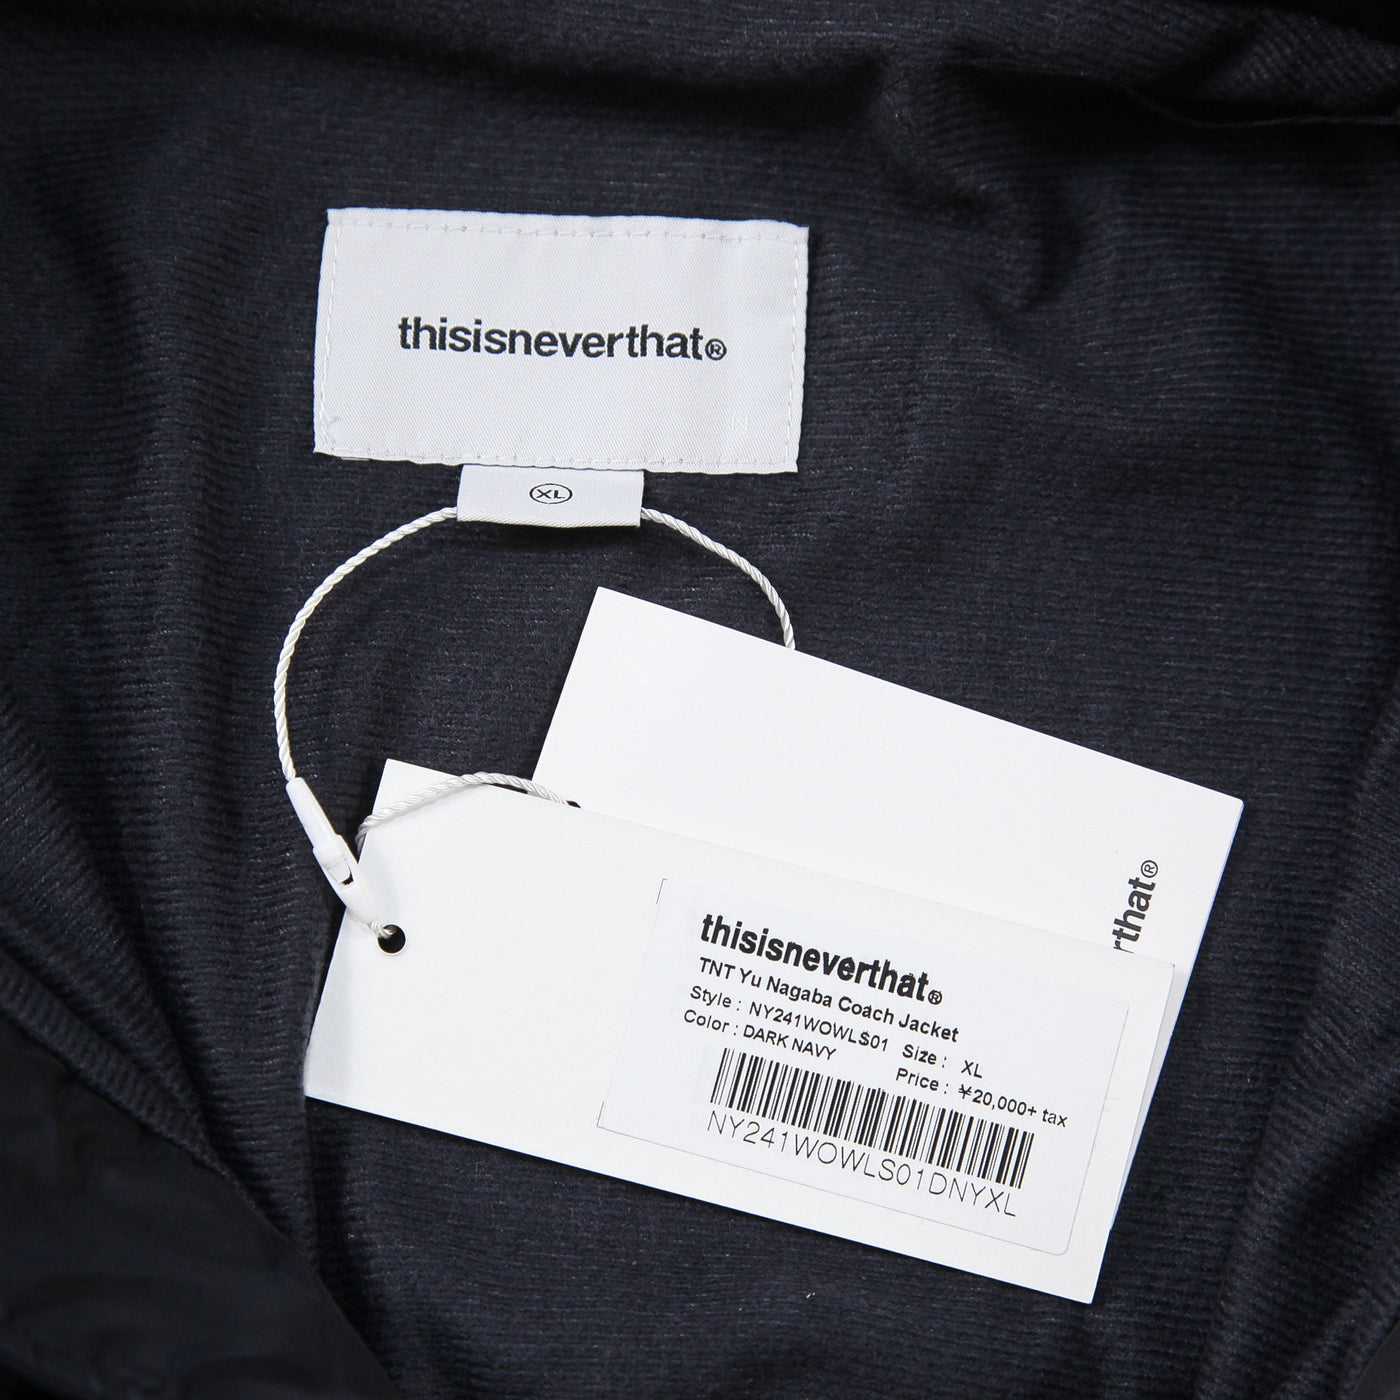 thisisneverthat®
XL
rthat®
thisisneverthat®
TNT Yu Nagaba Coach Jacket
Style : NY241WOWLS01 Size : XL
Color : DARK NAVY Price : ¥20,000+ tax
NY241WOWLS01DNYXL